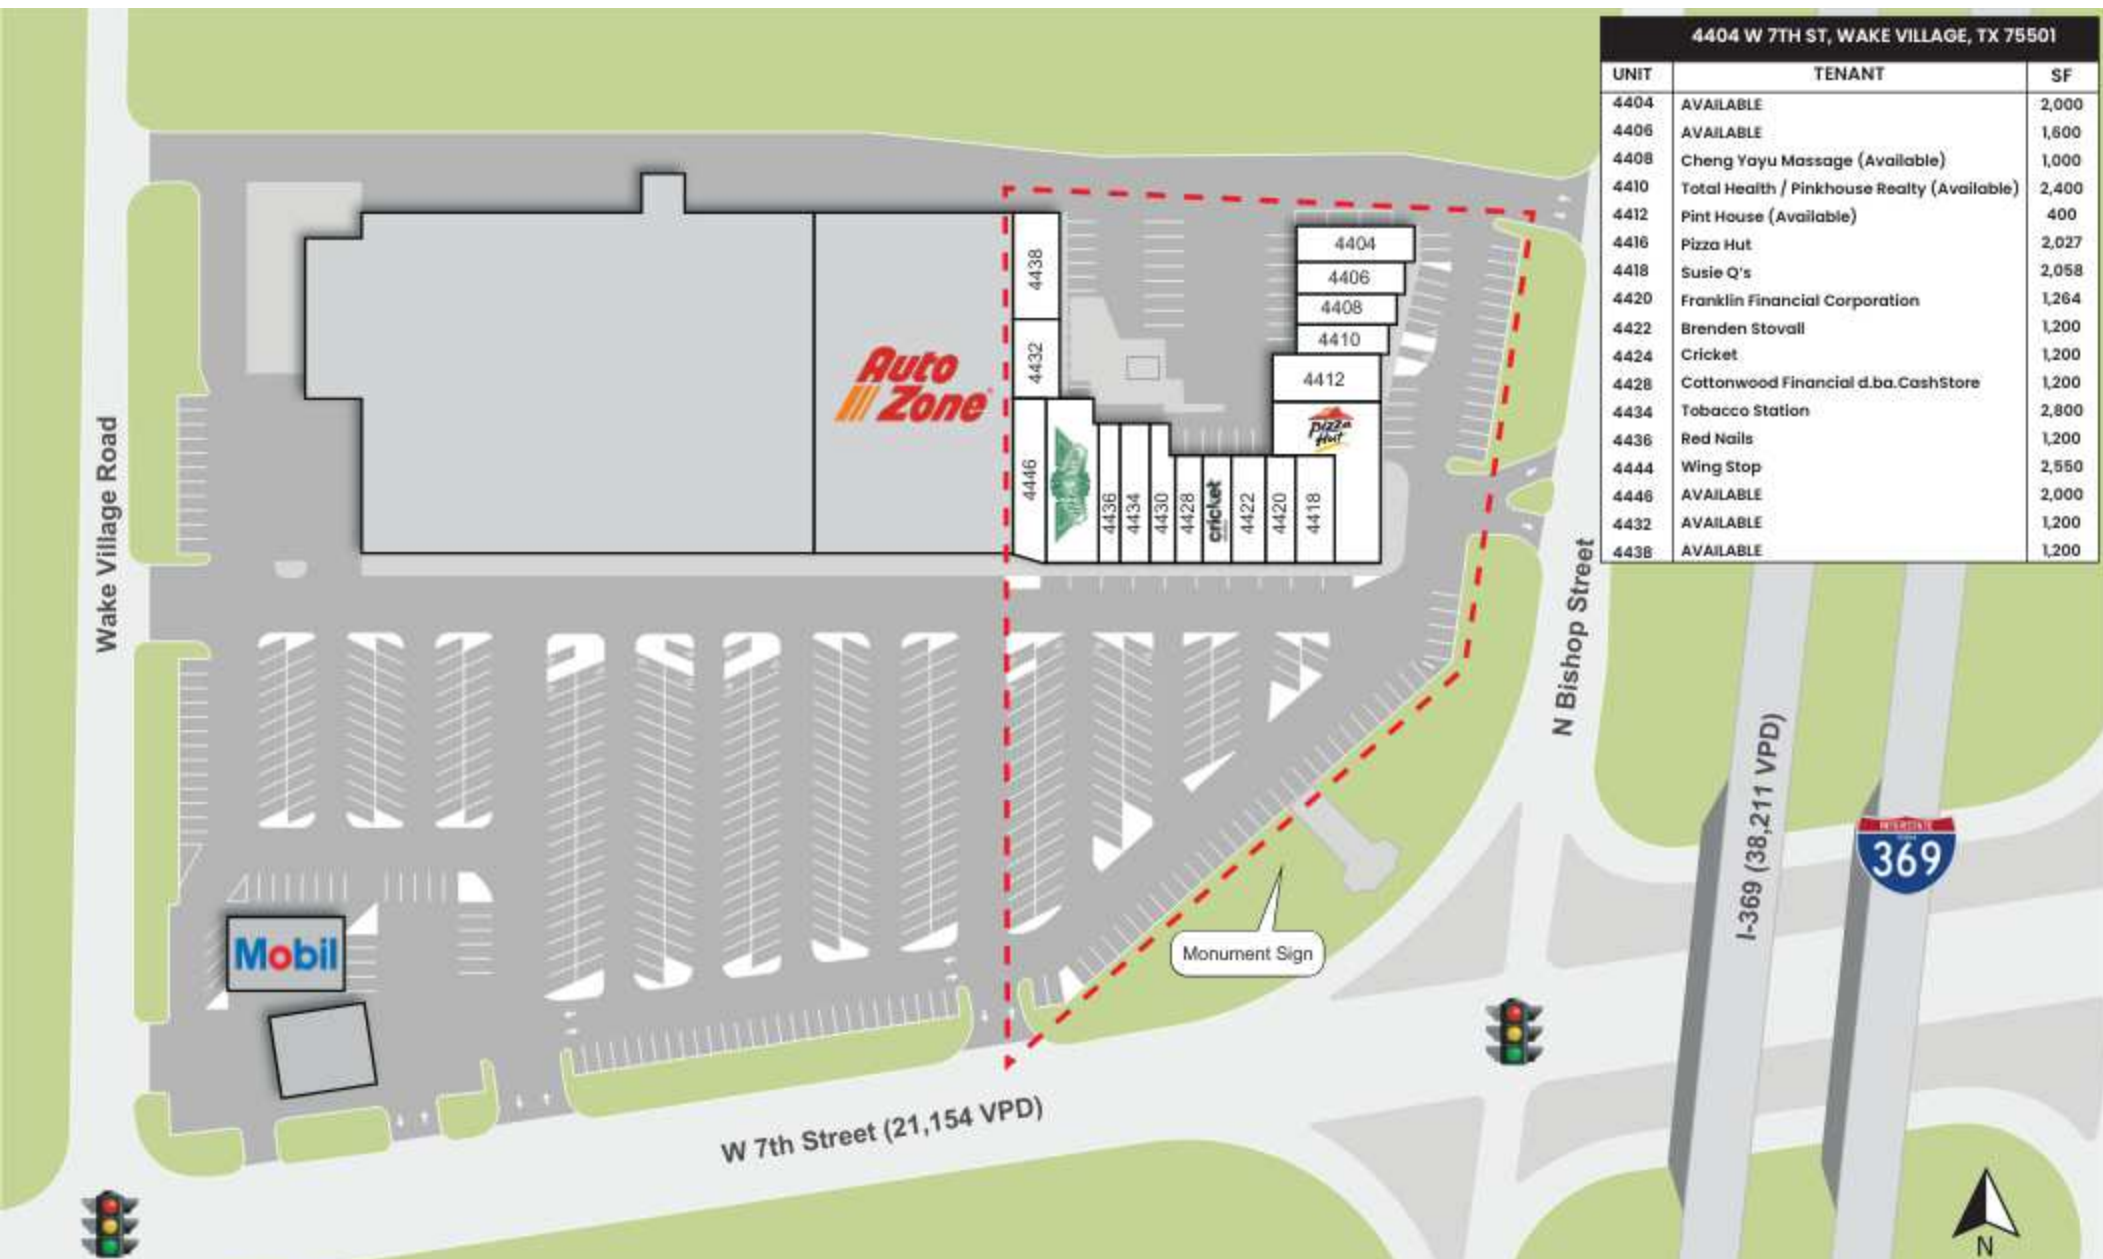 4404 W 7TH ST, WAKE VILLAGE, TX 75501
UNIT TENANT SF
4404 AVAILABLE 2,000
4406 AVAILABLE 1,600
4408 Cheng Yayu Massage (Available) 1,000
4410 Total Health / Pinkhouse Realty (Available) 2,400
4412 Pint House (Available) 400
4416 Pizza Hut 2,027
4418 Susie Q's 2,058
4420 Franklin Financial Corporation 1,264
4422 Brenden Stovall 1,200
4424 Cricket 1,200
4428 Cottonwood Financial d.ba.CashStore 1,200
4434 Tobacco Station 2,800
4436 Red Nails 1,200
4444 Wing Stop 2,550
4446 AVAILABLE 2,000
4432 AVAILABLE 1,200
4438 AVAILABLE 1,200
4438
4432
4446
4404
4406
4408
4410
4412
Pizza
Hut
Auto
Zone
4436
4434
4430
4428
cricket
4422
4420
4418
Wake Village Road
N Bishop Street
I-369 (38,211 VPD)
INTERSTATE
369
Mobil
Monument Sign
W 7th Street (21,154 VPD)
N